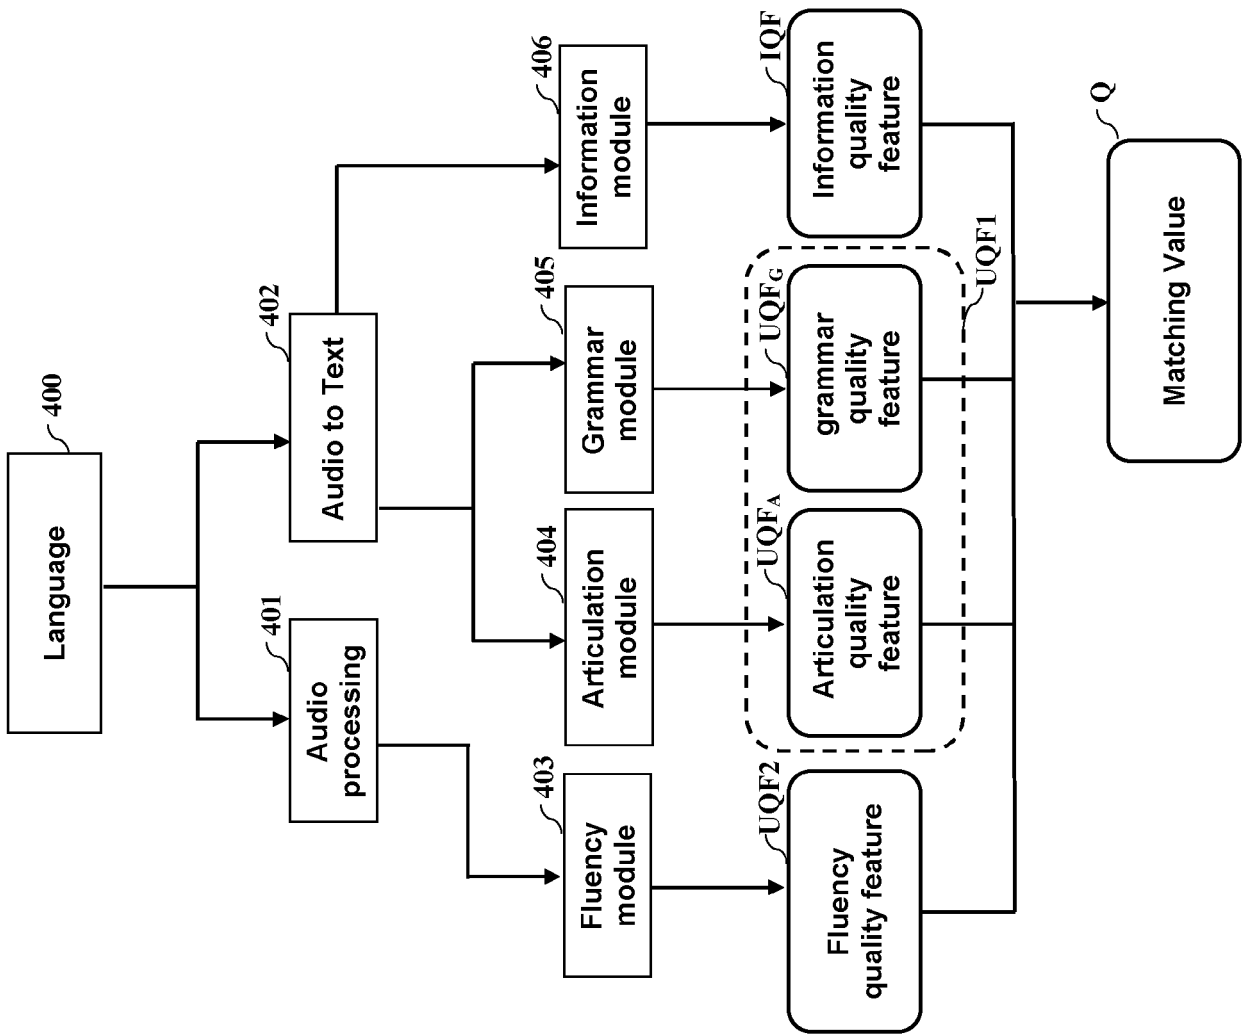 Language
400
Audio
processing
401
Audio to Text
402
Fluency
module
403
Articulation
module
404
Grammar
module
405
Information
module
406
Fluency
quality feature
UQF2
Articulation
quality
feature
UQFA
grammar
quality
feature
UQFG
Information
quality
feature
IQF
UQF1
Matching Value
Q